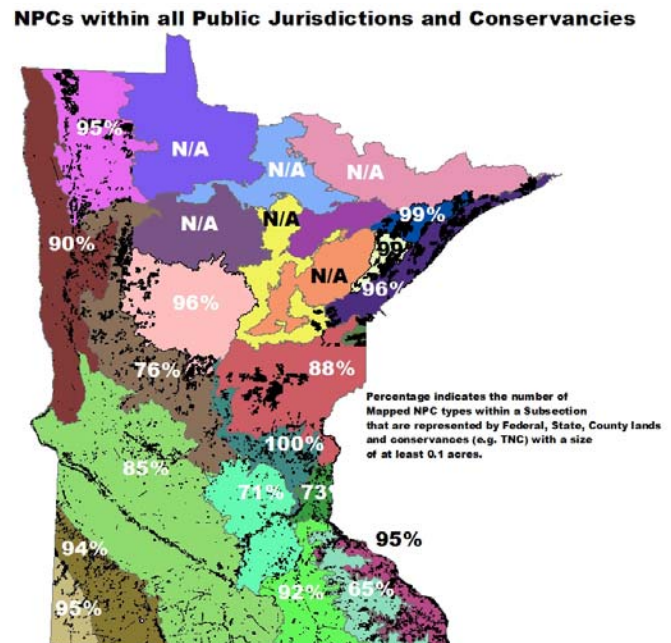 NPCs within all Public Jurisdictions and Conservancies
95%
N/A
N/A
N/A
N/A
N/A
99%
99
90%
N/A
96%
96%
76%
88%
Percentage indicates the number of
Mapped NPC types within a Subsection
that are represented by Federal, State, County lands
and conservances (e.g. TNC) with a size
of at least 0.1 acres.
100%
85%
71%
73%
95%
94%
92%
65%
95%